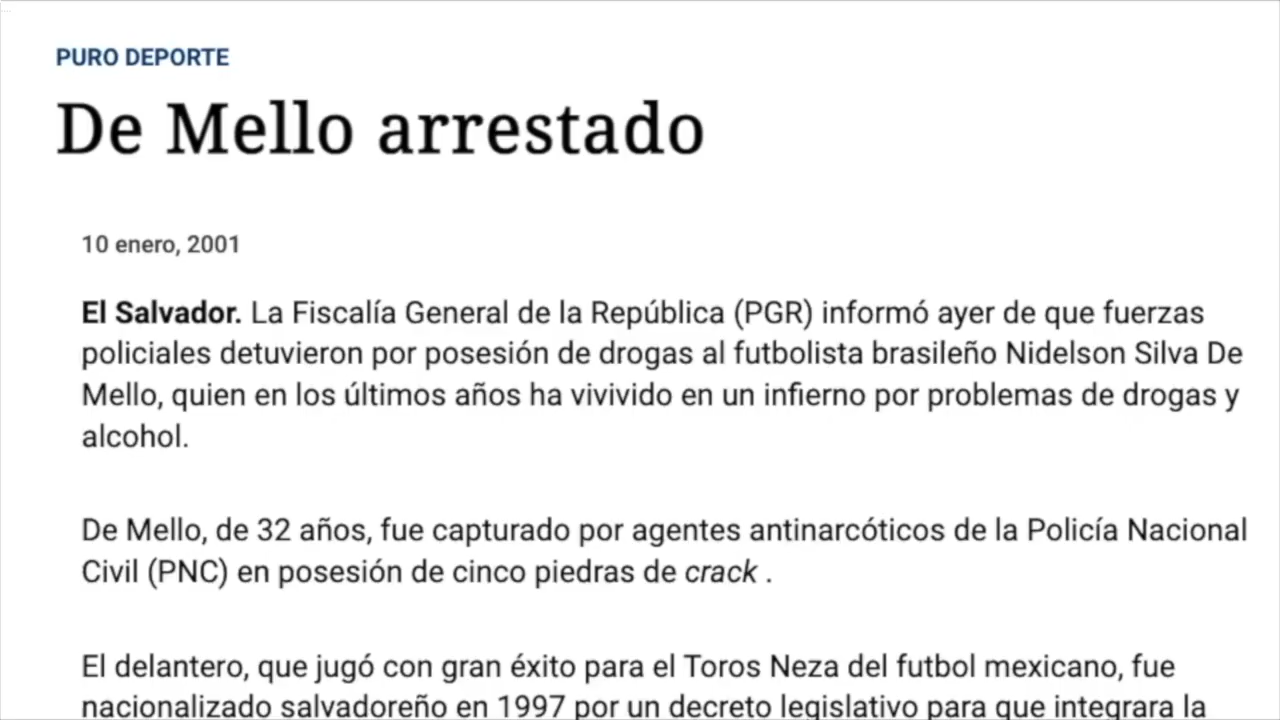 PURO DEPORTE
De Mello arrestado
10 enero, 2001
El Salvador. La Fiscalía General de la República (PGR) informó ayer de que fuerzas
policiales detuvieron por posesión de drogas al futbolista brasileño Nidelson Silva De
Mello, quien en los últimos años ha vivivido en un infierno por problemas de drogas y
alcohol.
De Mello, de 32 años, fue capturado por agentes antinarcóticos de la Policía Nacional
Civil (PNC) en posesión de cinco piedras de crack .
El delantero, que jugó con gran éxito para el Toros Neza del futbol mexicano, fue
nacionalizado salvadoreño en 1997 por un decreto legislativo para que integrara la